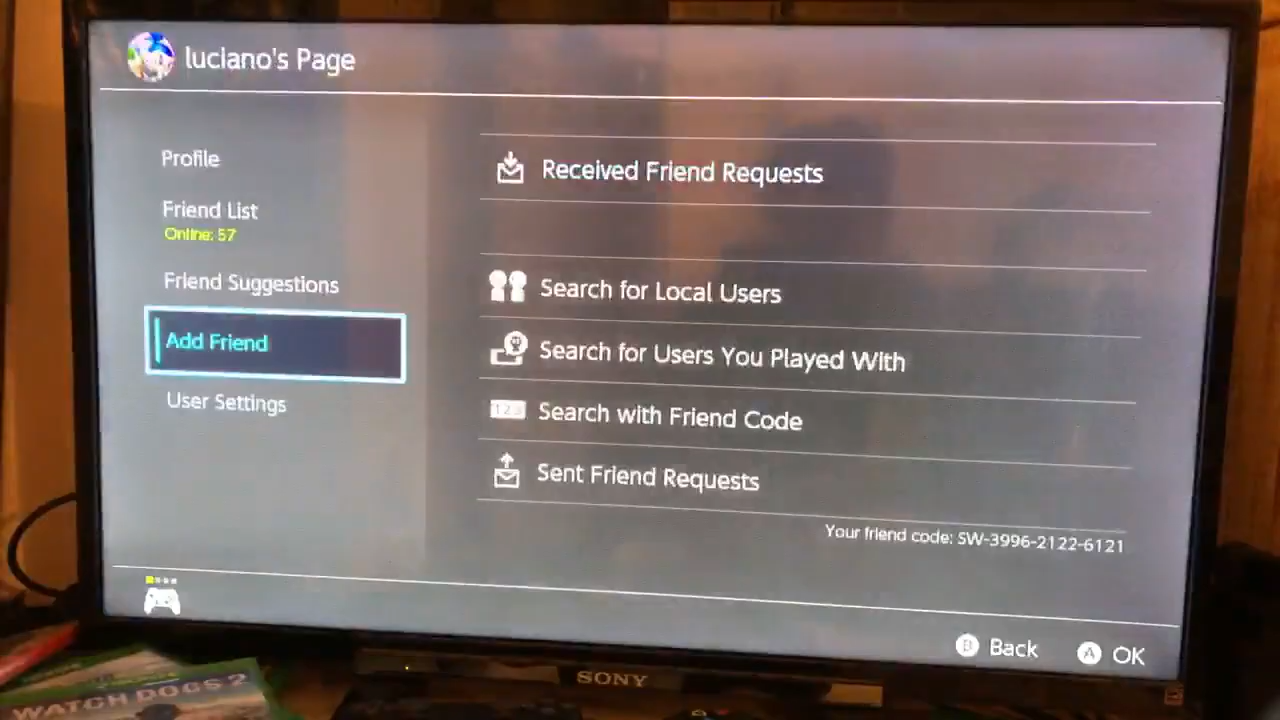 luciano's Page
Profile
Friend List
Online: 57
Friend Suggestions
Add Friend
User Settings
Received Friend Requests
Search for Local Users
Search for Users You Played With
123
Search with Friend Code
Sent Friend Requests
Your friend code: SW-3996-2122-6121
B Back
A OK
SONY
WATCH DOGS 2